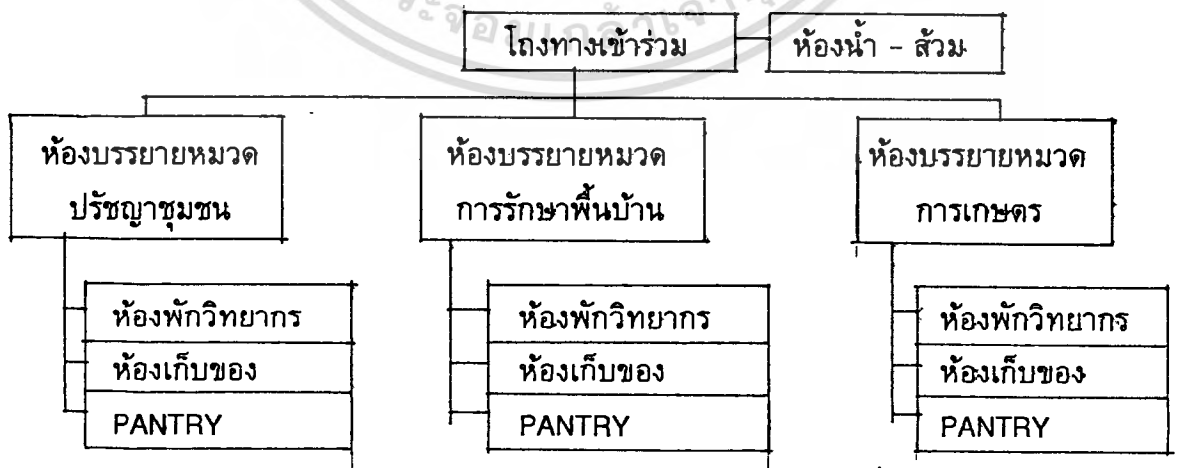 โถงทางเข้าร่วม
ห้องน้ำ - ส้วม
ห้องบรรยายหมวด
ปรัชญาชุมชน
ห้องบรรยายหมวด
การรักษาพื้นบ้าน
ห้องบรรยายหมวด
การเกษตร
ห้องพักวิทยากร
ห้องเก็บของ
PANTRY
ห้องพักวิทยากร
ห้องเก็บของ
PANTRY
ห้องพักวิทยากร
ห้องเก็บของ
PANTRY